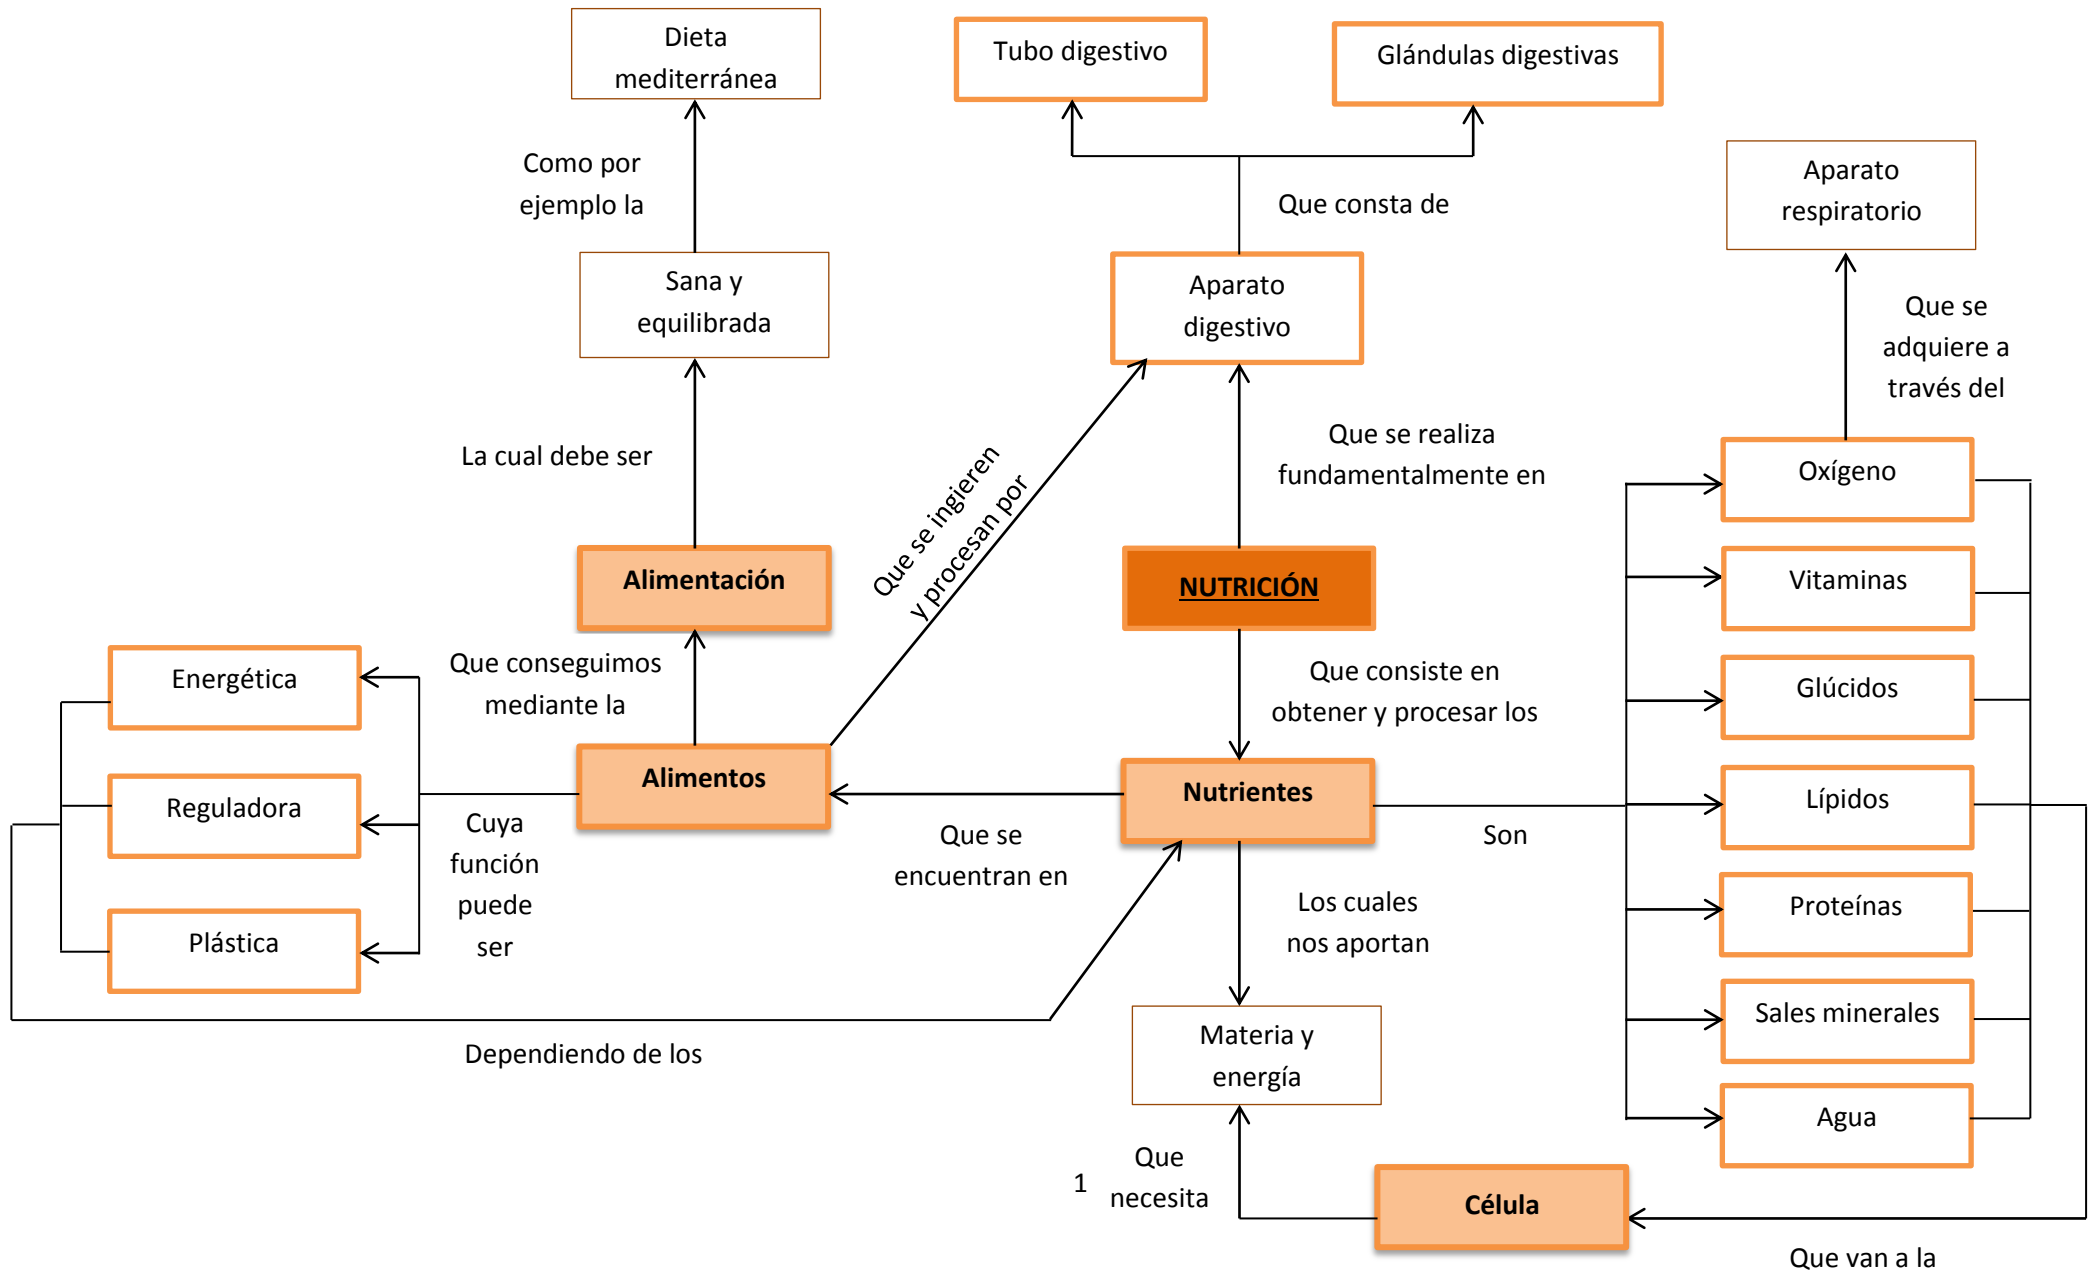 Dieta
mediterránea
Tubo digestivo
Glándulas digestivas
Como por
ejemplo la
Que consta de
Aparato
respiratorio
Sana y
equilibrada
Aparato
digestivo
Que se
adquiere a
través del
La cual debe ser
Que se ingieren
y procesan por
Que se realiza
fundamentalmente en
Oxígeno
Alimentación
NUTRICIÓN
Vitaminas
Energética
Que conseguimos
mediante la
Que consiste en
obtener y procesar los
Glúcidos
Reguladora
Alimentos
Nutrientes
Lípidos
Cuya
función
puede
ser
Que se
encuentran en
Son
Plástica
Los cuales
nos aportan
Proteínas
Dependiendo de los
Materia y
energía
Sales minerales
Agua
1
Que
necesita
Célula
Que van a la